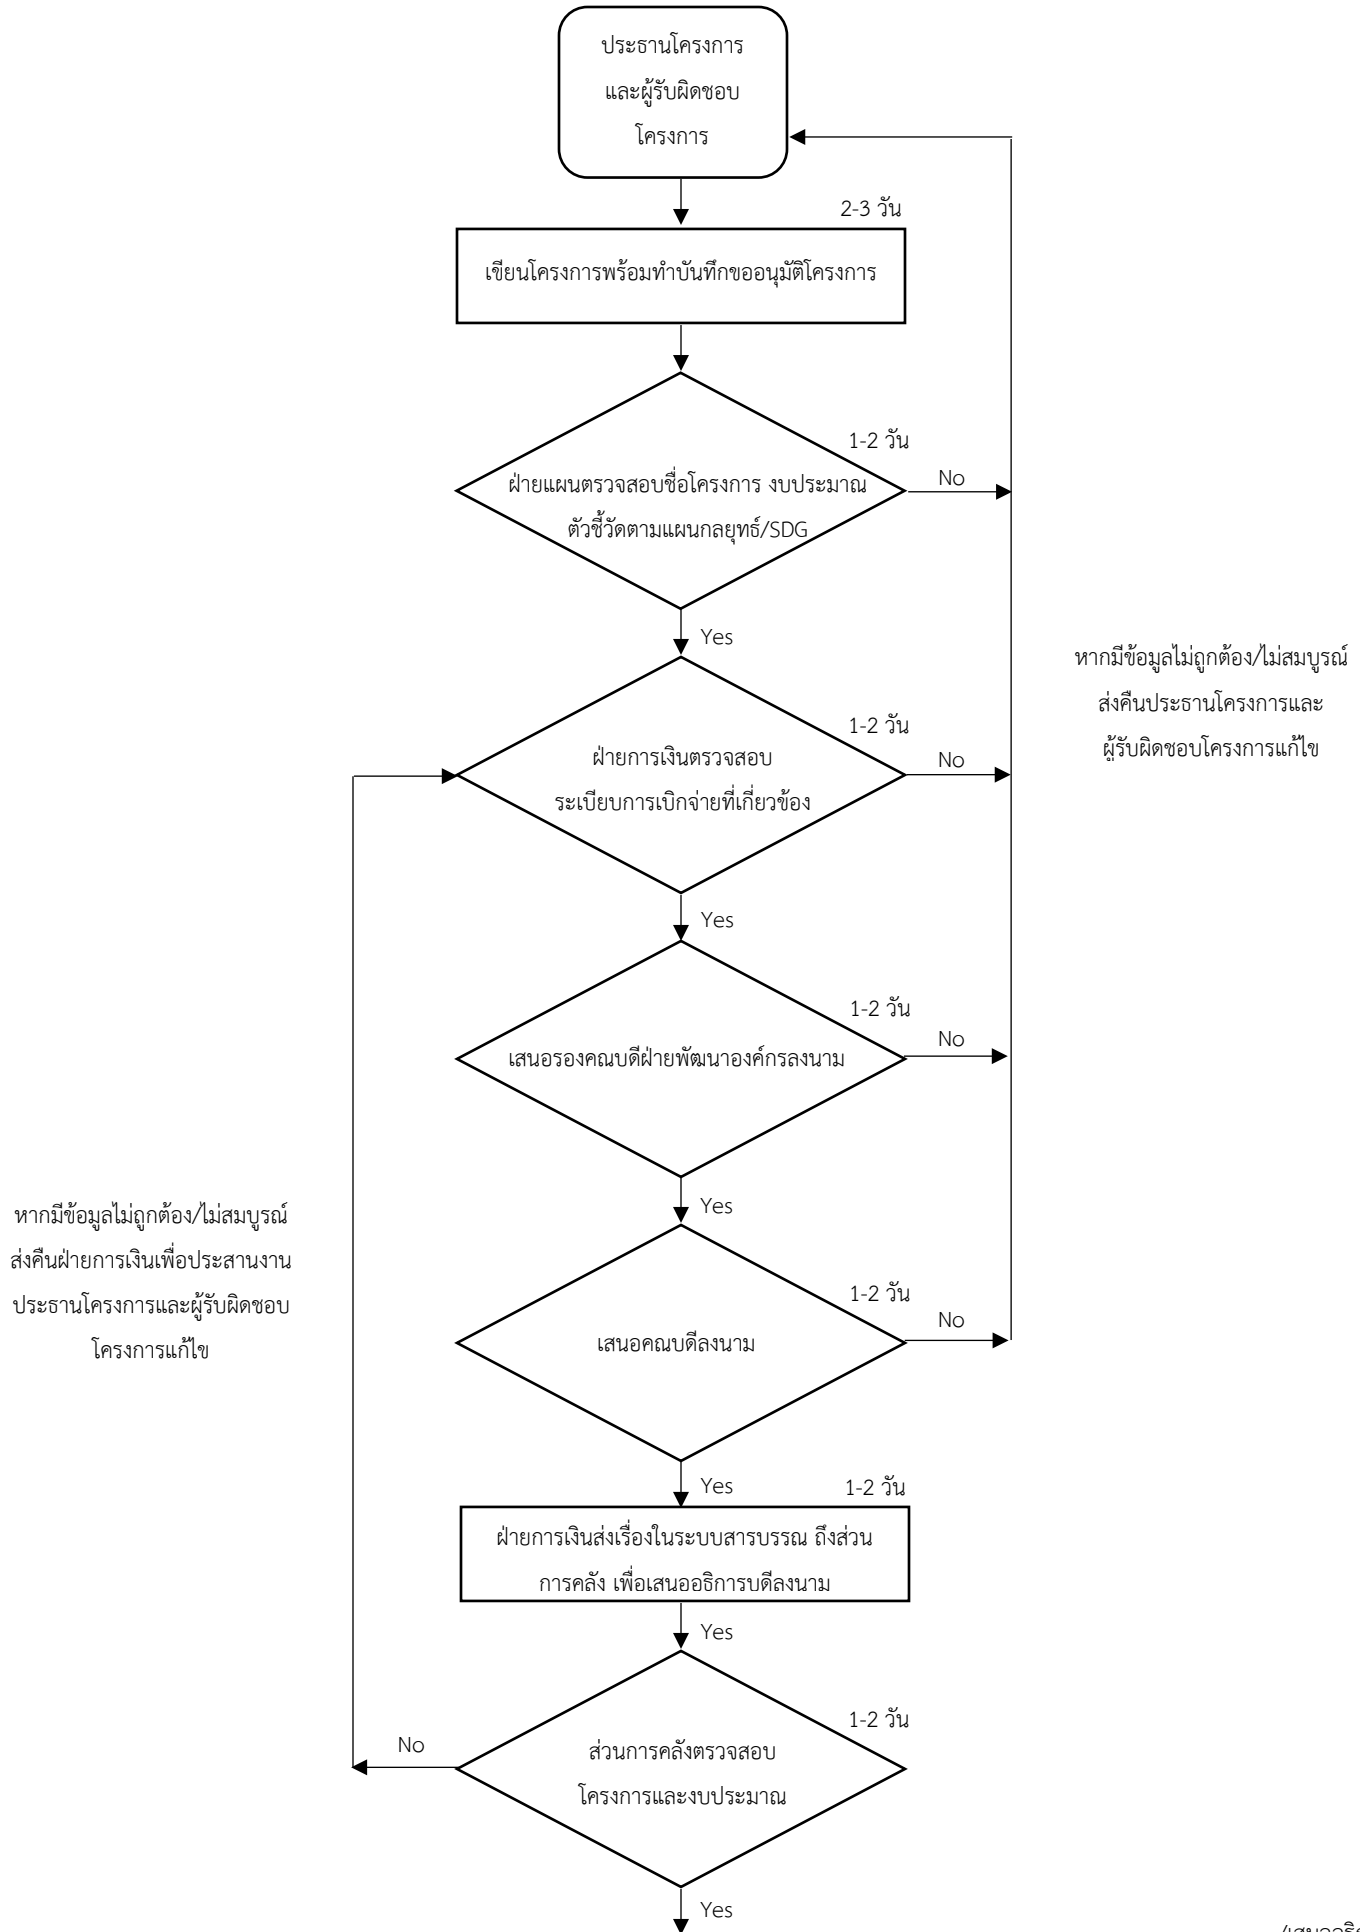 ประธานโครงการ
และผู้รับผิดชอบ
โครงการ
2-3 วัน
เขียนโครงการพร้อมทำบันทึกขออนุมัติโครงการ
1-2 วัน
No
ฝ่ายแผนตรวจสอบชื่อโครงการ งบประมาณ
ตัวชี้วัดตามแผนกลยุทธ์/SDG
Yes
หากมีข้อมูลไม่ถูกต้อง/ไม่สมบูรณ์
ส่งคืนประธานโครงการและ
ผู้รับผิดชอบโครงการแก้ไข
1-2 วัน
No
ฝ่ายการเงินตรวจสอบ
ระเบียบการเบิกจ่ายที่เกี่ยวข้อง
Yes
1-2 วัน
No
เสนอรองคณบดีฝ่ายพัฒนาองค์กรลงนาม
Yes
หากมีข้อมูลไม่ถูกต้อง/ไม่สมบูรณ์
ส่งคืนฝ่ายการเงินเพื่อประสานงาน
ประธานโครงการและผู้รับผิดชอบ
โครงการแก้ไข
1-2 วัน
No
เสนอคณบดีลงนาม
Yes
1-2 วัน
ฝ่ายการเงินส่งเรื่องในระบบสารบรรณ ถึงส่วน
การคลัง เพื่อเสนออธิการบดีลงนาม
Yes
1-2 วัน
No
ส่วนการคลังตรวจสอบ
โครงการและงบประมาณ
Yes